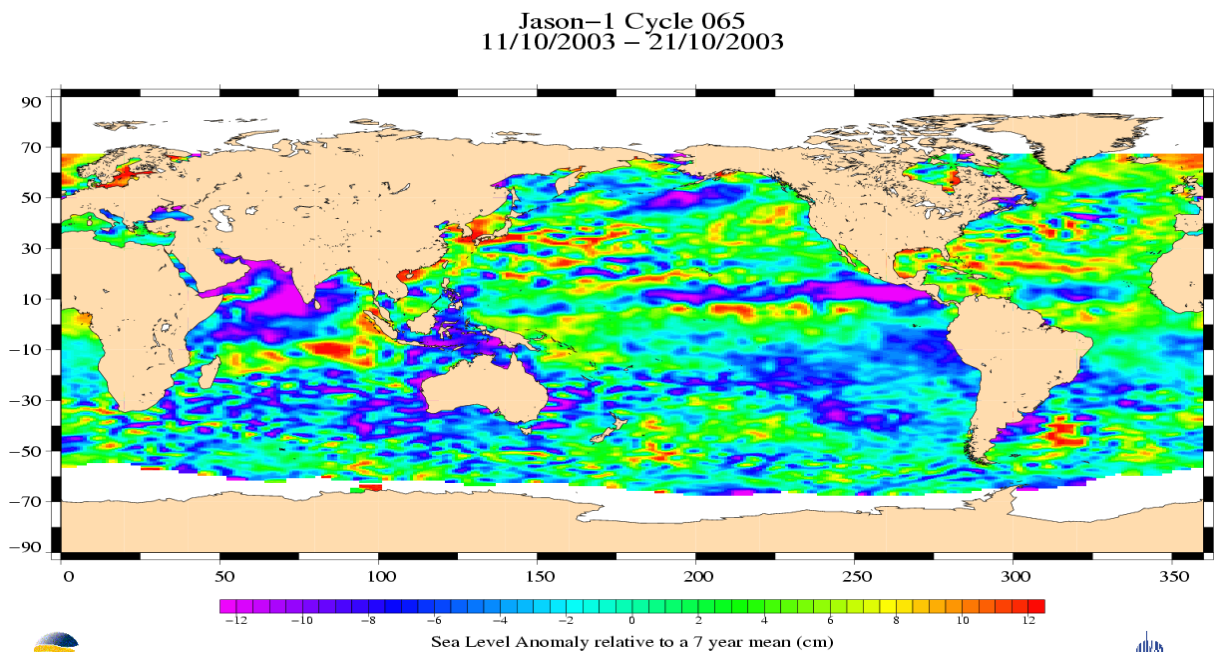 Jason-1 Cycle 065
11/10/2003 - 21/10/2003
90
70
50
30
10
-10
-30
-50
-70
-90
0 50 100 150 200 250 300 350
-12 -10 -8 -6 -4 -2 0 2 4 6 8 10 12
Sea Level Anomaly relative to a 7 year mean (cm)